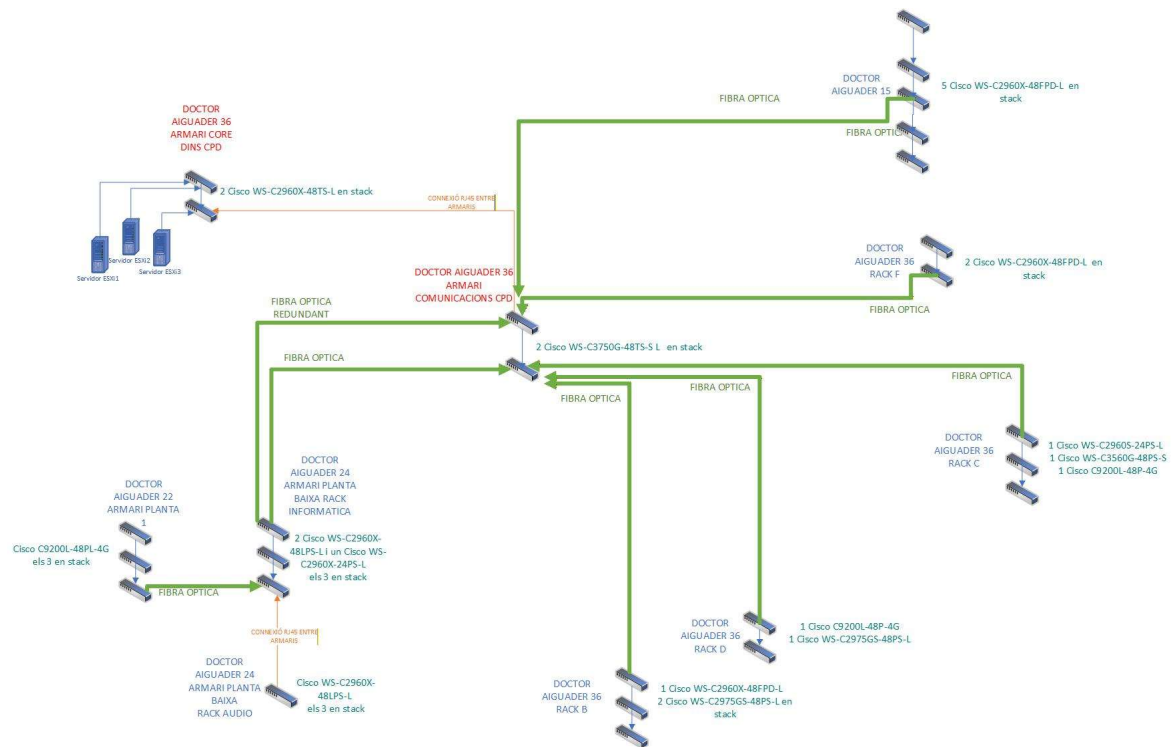 DOCTOR
AIGUADER 36
ARMARI CORE
DINS CPD
2 Cisco WS-C2960X-48TS-L en stack
Servidor ESXi1
Servidor ESXi2
Servidor ESXi3
CONNEXIÓ RJ45 ENTRE
ARMARIS
FIBRA OPTICA
FIBRA OPTICA
DOCTOR
AIGUADER 15
5 Cisco WS-C2960X-48FPD-L en
stack
DOCTOR
AIGUADER 36
RACK F
2 Cisco WS-C2960X-48FPD-L en
stack
FIBRA OPTICA
DOCTOR AIGUADER 36
ARMARI
COMUNICACIONS CPD
2 Cisco WS-C3750G-48TS-S L en stack
FIBRA OPTICA
REDUNDANT
FIBRA OPTICA
FIBRA OPTICA
FIBRA OPTICA
FIBRA OPTICA
DOCTOR
AIGUADER 36
RACK C
1 Cisco WS-C2960S-24PS-L
1 Cisco WS-C3560G-48PS-S
1 Cisco C9200L-48P-4G
DOCTOR
AIGUADER 22
ARMARI PLANTA
1
Cisco C9200L-48PL-4G
els 3 en stack
FIBRA OPTICA
DOCTOR
AIGUADER 24
ARMARI PLANTA
BAIXA RACK
INFORMATICA
2 Cisco WS-C2960X-
48LPS-L i un Cisco WS-
C2960X-24PS-L
els 3 en stack
CONNEXIÓ RJ45 ENTRE
ARMARIS
DOCTOR
AIGUADER 24
ARMARI PLANTA
BAIXA
RACK AUDIO
Cisco WS-C2960X-
48LPS-L
els 3 en stack
DOCTOR
AIGUADER 36
RACK B
1 Cisco WS-C2960X-48FPD-L
2 Cisco WS-C2975GS-48PS-L en
stack
DOCTOR
AIGUADER 36
RACK D
1 Cisco C9200L-48P-4G
1 Cisco WS-C2975GS-48PS-L